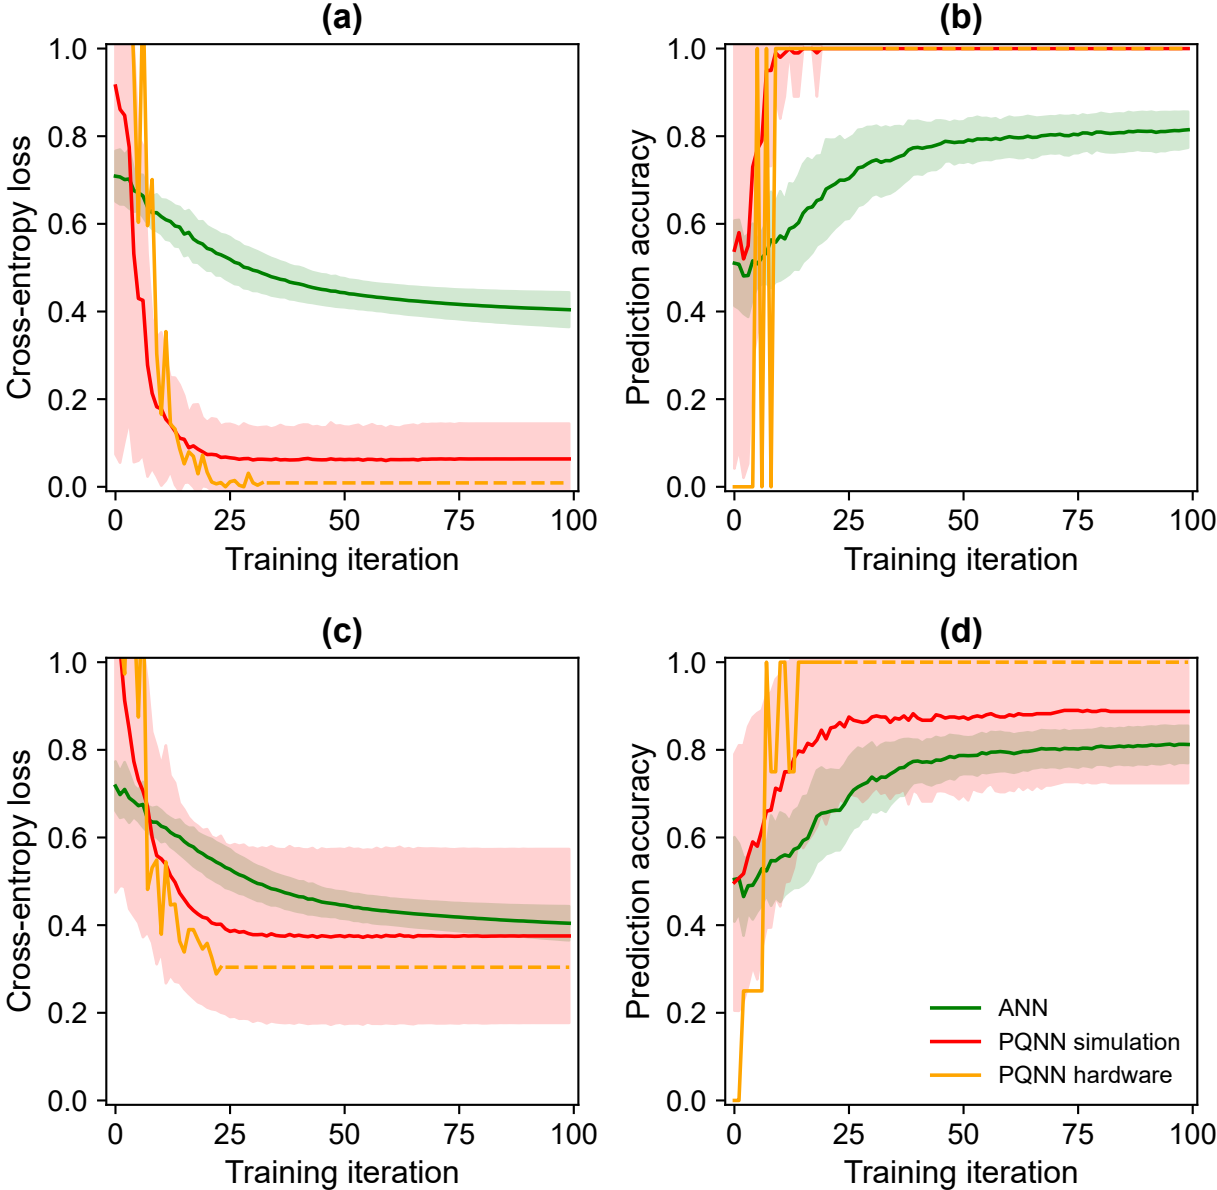 (a)
1.0
0.8
0.6
0.4
0.2
0.0
Cross-entropy loss
0 25 50 75 100
Training iteration
(b)
1.0
0.8
0.6
0.4
0.2
0.0
Prediction accuracy
0 25 50 75 100
Training iteration
(c)
1.0
0.8
0.6
0.4
0.2
0.0
Cross-entropy loss
0 25 50 75 100
Training iteration
(d)
1.0
0.8
0.6
0.4
0.2
0.0
Prediction accuracy
ANN
PQNN simulation
PQNN hardware
0 25 50 75 100
Training iteration